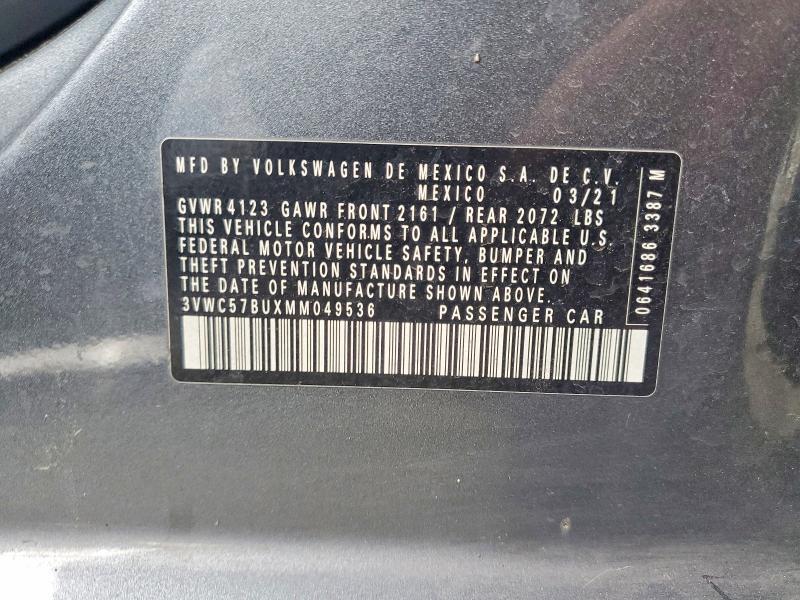 MFD BY VOLKSWAGEN DE MEXICO S.A. DE C.V.
MEXICO 03/21
GVWR 4123 GAWR FRONT 2161 / REAR 2072 LBS
THIS VEHICLE CONFORMS TO ALL APPLICABLE U.S.
FEDERAL MOTOR VEHICLE SAFETY, BUMPER AND
THEFT PREVENTION STANDARDS IN EFFECT ON
THE DATE OF MANUFACTURE SHOWN ABOVE.
3VWC57BUXMM049536 PASSENGER CAR
0641686 3387 M